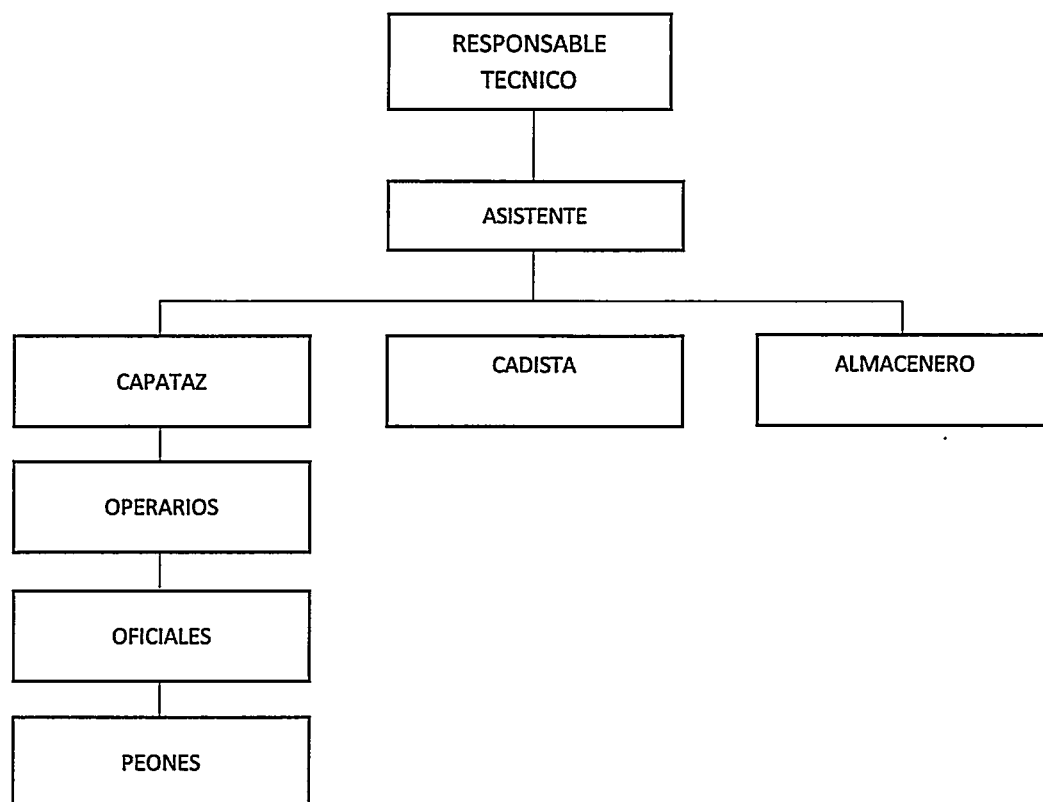 RESPONSABLE
TECNICO
ASISTENTE
CAPATAZ
CADISTA
ALMACENERO
OPERARIOS
OFICIALES
PEONES